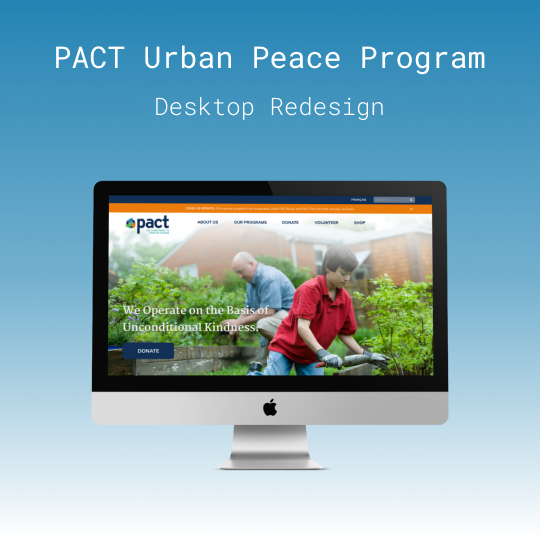 PACT Urban Peace Program
Desktop Redesign
FRANÇAIS
pact
ABOUT US
OUR PROGRAMS
DONATE
VOLUNTEER
SHOP
We Operate on the Basis of
Unconditional Kindness.
DONATE